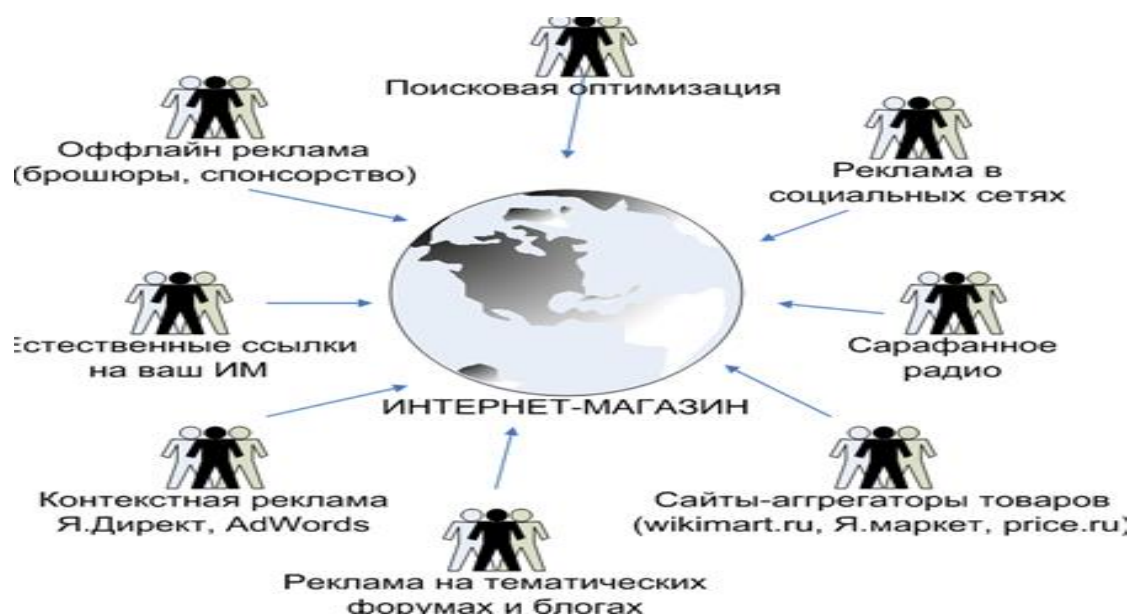 Поисковая оптимизация
Оффлайн реклама
(брошюры, спонсорство)
Реклама в
социальных сетях
Естественные ссылки
на ваш ИМ
Сарафанное
радио
ИНТЕРНЕТ-МАГАЗИН
Контекстная реклама
Я.Директ, AdWords
Сайты-аггрегаторы товаров
(wikimart.ru, Я.маркет, price.ru)
Реклама на тематических
форумах и блогах